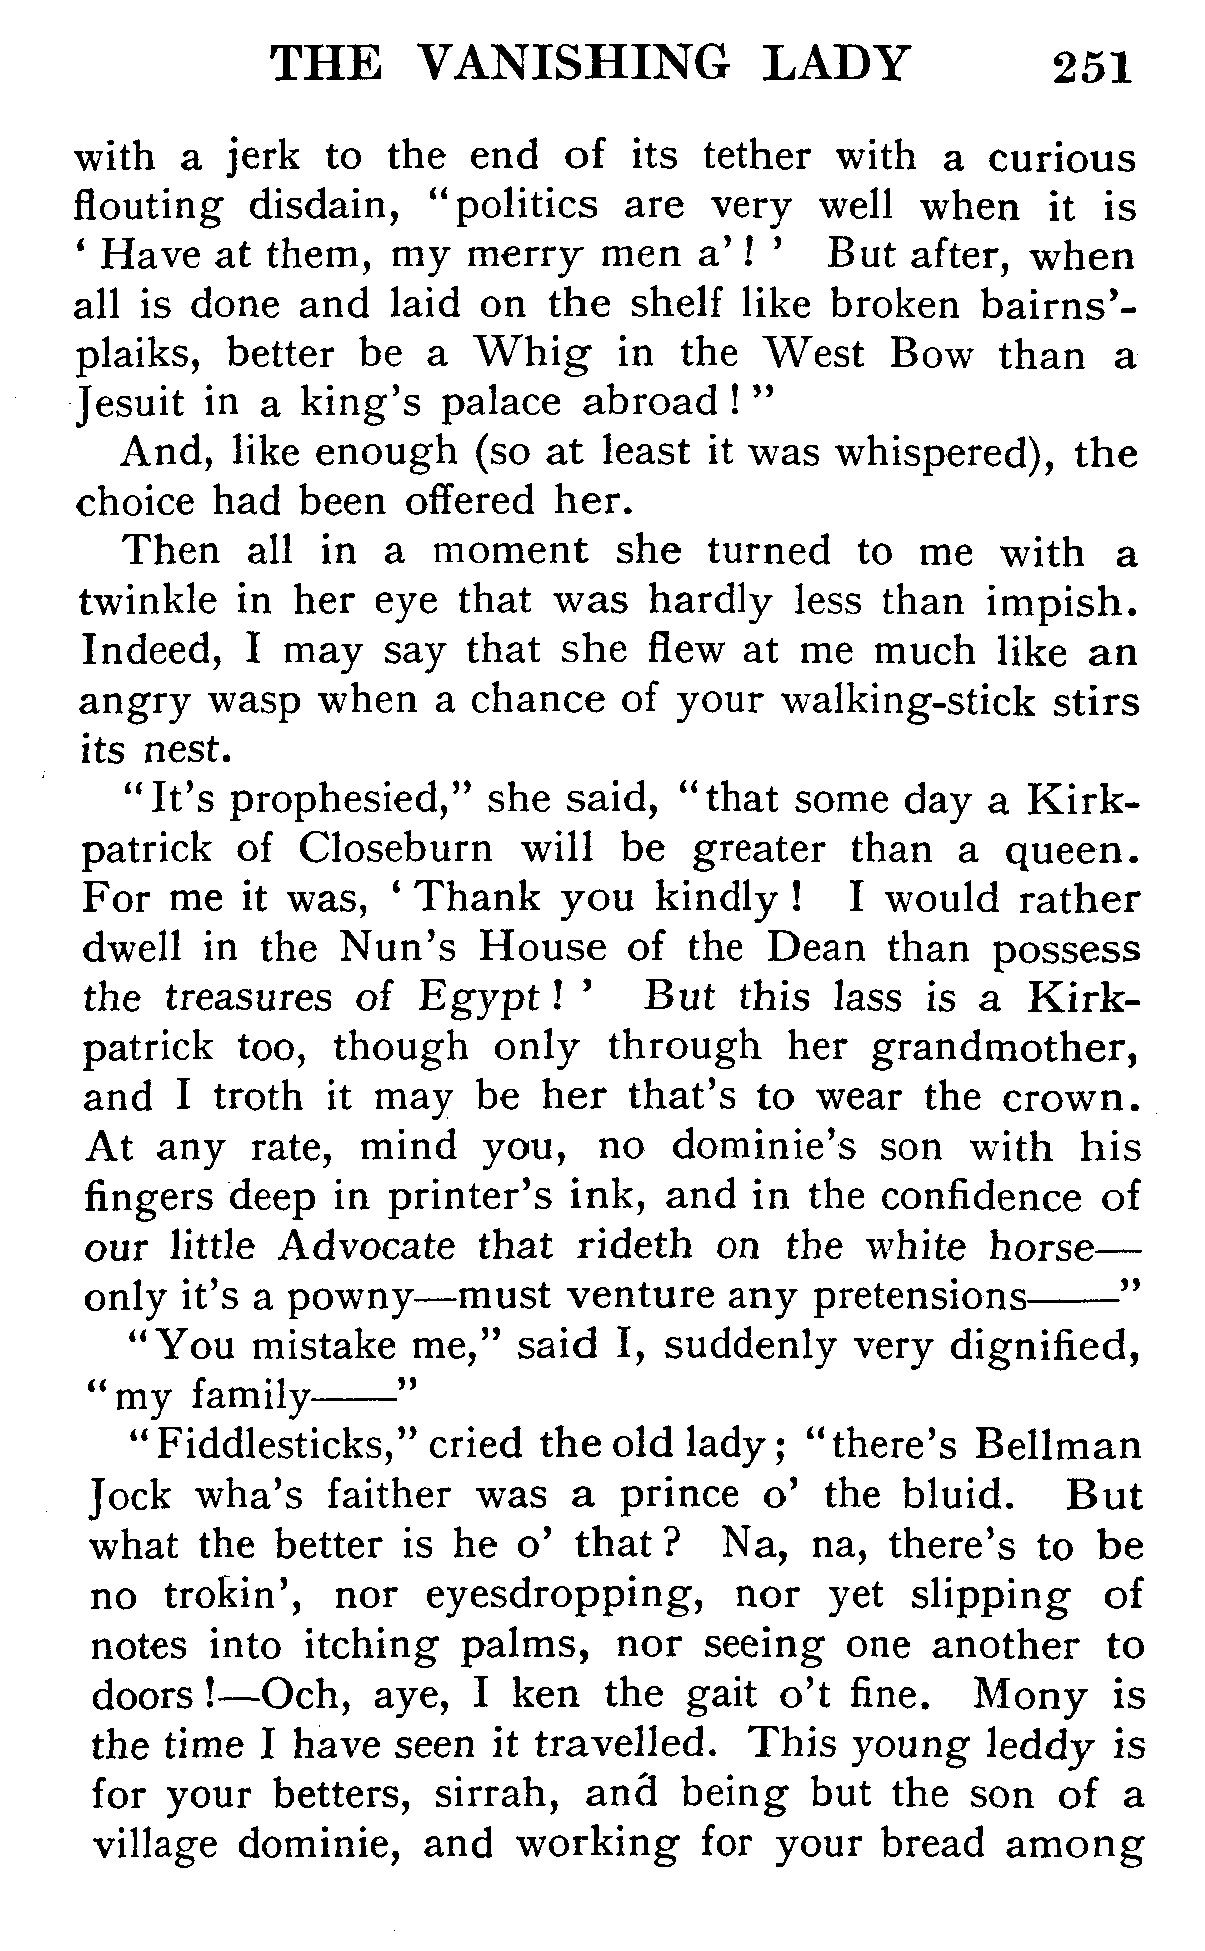 THE VANISHING LADY 251
with a jerk to the end of its tether with a curious
flouting disdain, “politics are very well when it is
‘ Have at them, my merry men a’ ! ’ But after, when
all is done and laid on the shelf like broken bairns’-
plaiks, better be a Whig in the West Bow than a
Jesuit in a king’s palace abroad ! ”
And, like enough (so at least it was whispered), the
choice had been offered her.
Then all in a moment she turned to me with a
twinkle in her eye that was hardly less than impish.
Indeed, I may say that she flew at me much like an
angry wasp when a chance of your walking-stick stirs
its nest.
“It’s prophesied,” she said, “that some day a Kirk-
patrick of Closeburn will be greater than a queen.
For me it was, ‘ Thank you kindly ! I would rather
dwell in the Nun’s House of the Dean than possess
the treasures of Egypt ! ’ But this lass is a Kirk-
patrick too, though only through her grandmother,
and I troth it may be her that’s to wear the crown.
At any rate, mind you, no dominie’s son with his
fingers deep in printer’s ink, and in the confidence of
our little Advocate that rideth on the white horse—
only it’s a powny—must venture any pretensions——”
“You mistake me,” said I, suddenly very dignified,
“my family——”
“Fiddlesticks,” cried the old lady ; “there’s Bellman
Jock wha’s faither was a prince o’ the bluid. But
what the better is he o’ that ? Na, na, there’s to be
no trokin’, nor eyesdropping, nor yet slipping of
notes into itching palms, nor seeing one another to
doors !—Och, aye, I ken the gait o’t fine. Mony is
the time I have seen it travelled. This young leddy is
for your betters, sirrah, and being but the son of a
village dominie, and working for your bread among